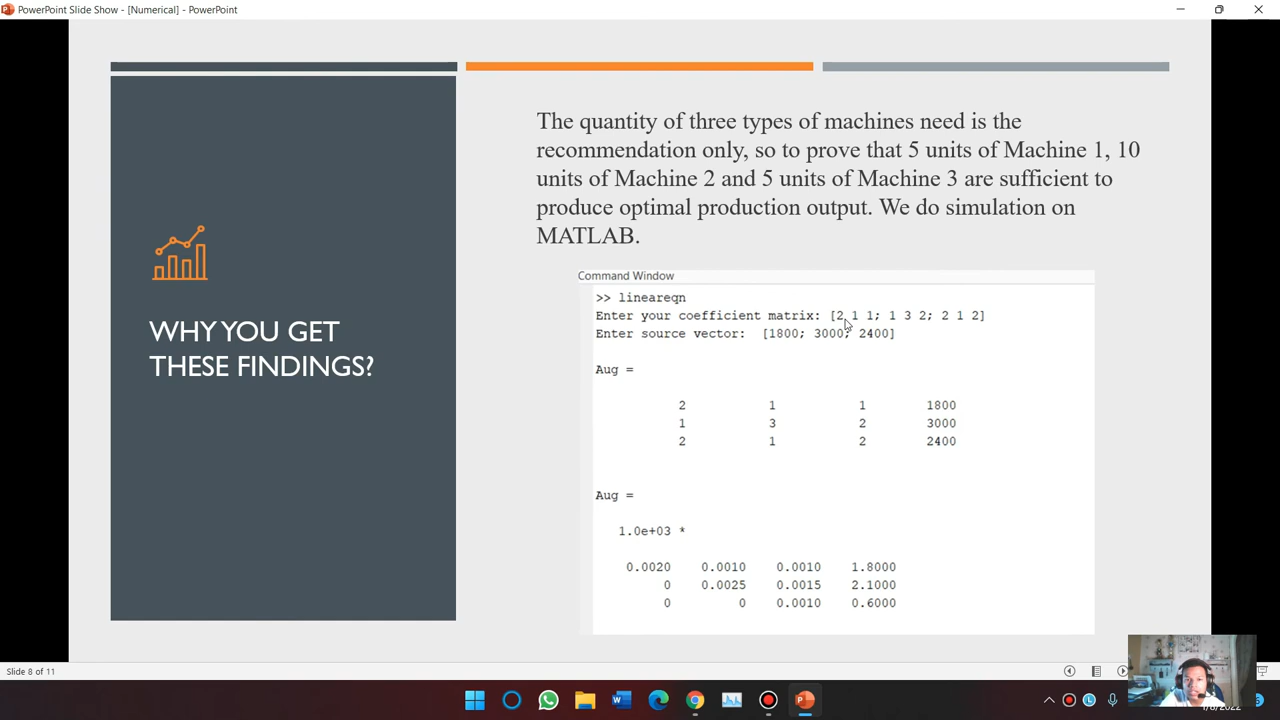 PowerPoint Slide Show - [Numerical] - PowerPoint
The quantity of three types of machines need is the
recommendation only, so to prove that 5 units of Machine 1, 10
units of Machine 2 and 5 units of Machine 3 are sufficient to
produce optimal production output. We do simulation on
MATLAB.
WHY YOU GET
THESE FINDINGS?
Command Window
>> lineareqn
Enter your coefficient matrix: [2 1 1; 1 3 2; 2 1 2]
Enter source vector: [1800; 3000; 2400]
Aug =
2 1 1 1800
1 3 2 3000
2 1 2 2400
Aug =
1.0e+03 *
0.0020 0.0010 0.0010 1.8000
0 0.0025 0.0015 2.1000
0 0 0.0010 0.6000
Slide 8 of 11